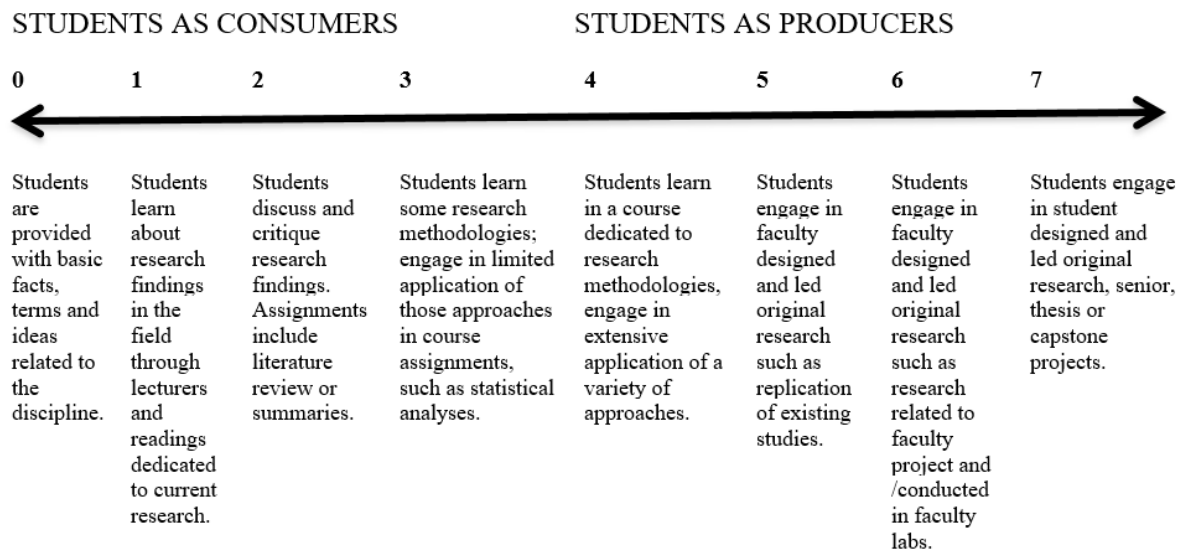 STUDENTS AS CONSUMERS
STUDENTS AS PRODUCERS
0
1
2
3
4
5
6
7
Students
are
provided
with basic
facts,
terms and
ideas
related to
the
discipline.
Students
learn
about
research
findings
in the
field
through
lecturers
and
readings
dedicated
to current
research.
Students
discuss and
critique
research
findings.
Assignments
include
literature
review or
summaries.
Students learn
some research
methodologies;
engage in limited
application of
those approaches
in course
assignments,
such as statistical
analyses.
Students learn
in a course
dedicated to
research
methodologies,
engage in
extensive
application of a
variety of
approaches.
Students
engage in
faculty
designed
and led
original
research
such as
replication
of existing
studies.
Students
engage in
faculty
designed
and led
original
research
such as
research
related to
faculty
project and
/conducted
in faculty
labs.
Students engage
in student
designed and
led original
research, senior,
thesis or
capstone
projects.